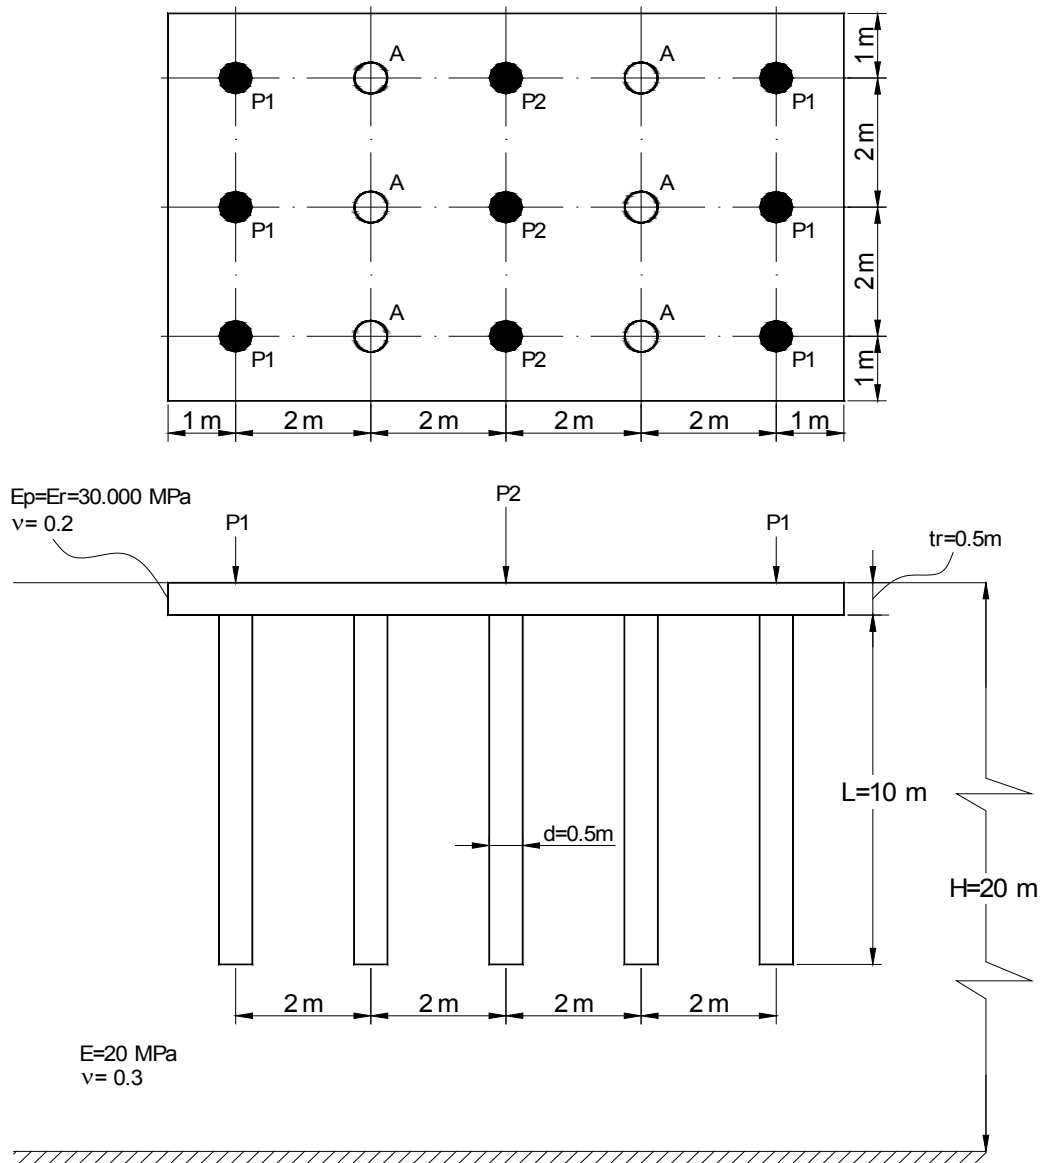 A A
P1 P2 P1
1 m
A A
P1 P2 P1
2 m
A A
P1 P2 P1
2 m
1 m
1 m 2 m 2 m 2 m 2 m 1 m
Ep=Er=30.000 MPa
ν= 0.2
P1 P2 P1
tr=0.5m
L=10 m
d=0.5m
H=20 m
2 m 2 m 2 m 2 m
E=20 MPa
ν= 0.3